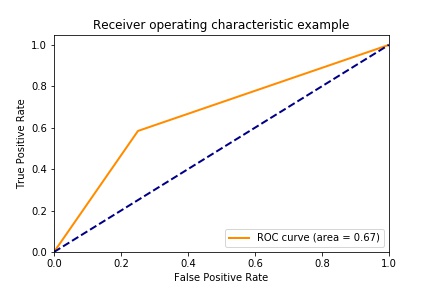 Receiver operating characteristic example
1.0
0.8
0.6
0.4
0.2
0.0
True Positive Rate
ROC curve (area = 0.67)
0.0 0.2 0.4 0.6 0.8 1.0
False Positive Rate